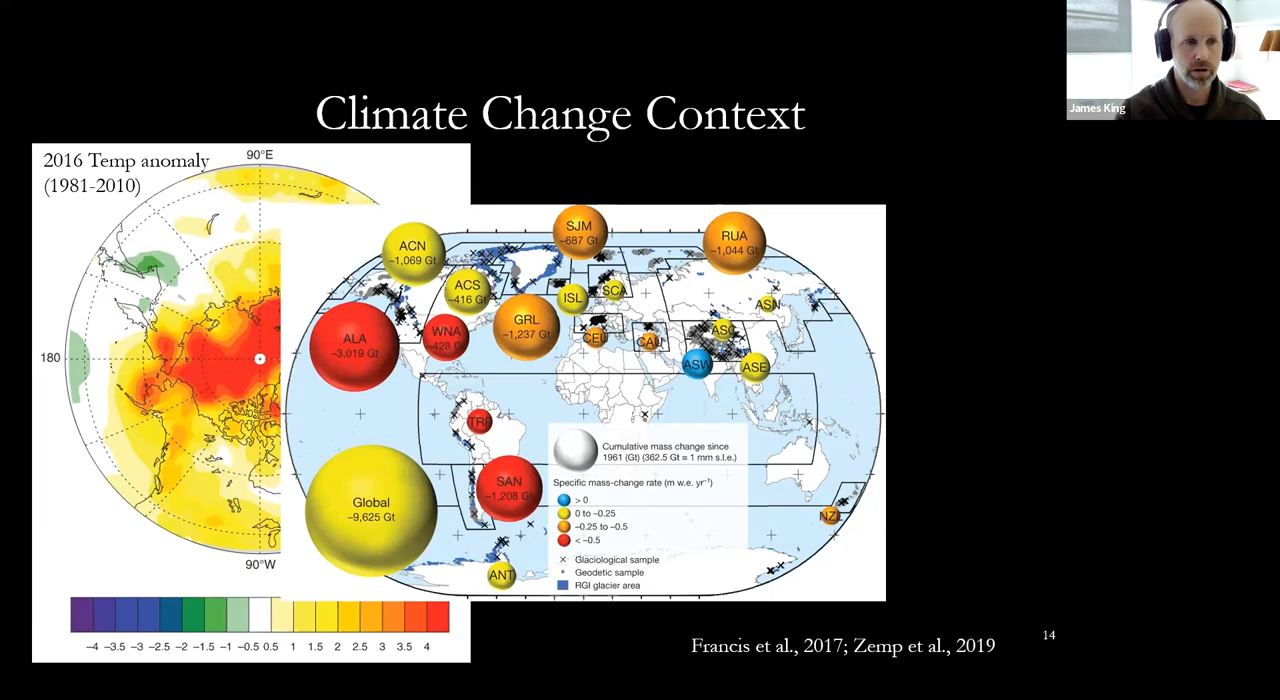 James King
Climate Change Context
2016 Temp anomaly
(1981-2010)
90°E
180
90°W
−4 −3.5 −3 −2.5 −2 −1.5 −1 −0.5 0.5 1 1.5 2 2.5 3 3.5 4
ACN
−1,069 Gt
SJM
−687 Gt
RUA
−1,044 Gt
ACS
−416 Gt
ISL
SCA
ASN
ALA
−3,019 Gt
WNA
−428 G
GRL
−1,237 Gt
CEU
CAU
ASC
ASW
ASE
TRP
Global
−9,625 Gt
SAN
−1,208 Gt
ANT
NZL
Cumulative mass change since
1961 (Gt) (362.5 Gt = 1 mm s.l.e.)
Specific mass-change rate (m w.e. yr⁻¹)
> 0
0 to −0.25
−0.25 to −0.5
< −0.5
Glaciological sample
Geodetic sample
RGI glacier area
Francis et al., 2017; Zemp et al., 2019
14